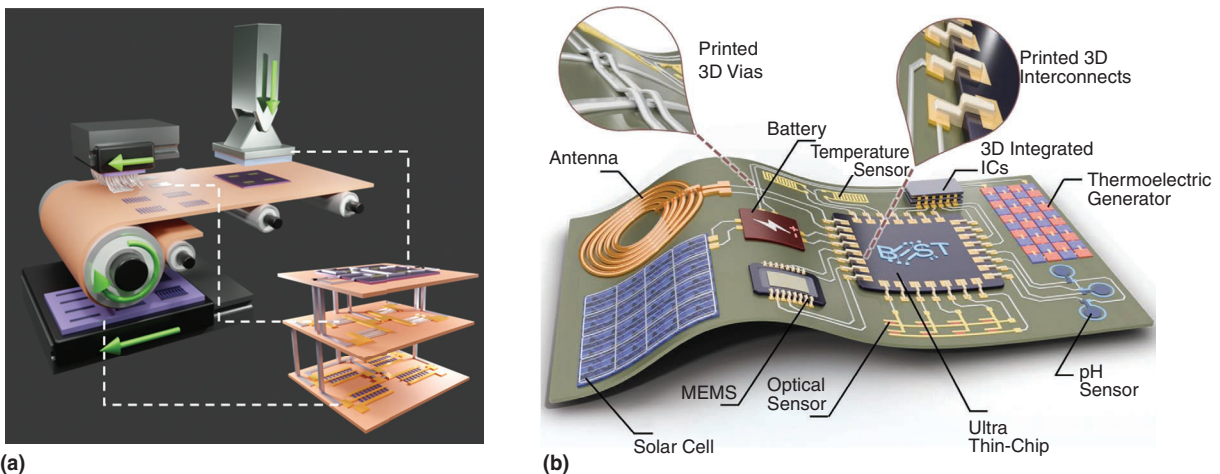 Printed
3D Vias
Printed 3D
Interconnects
Battery
Antenna
Temperature
Sensor
3D Integrated
ICs
Thermoelectric
Generator
BEST
MEMS
Optical
Sensor
pH
Sensor
Solar Cell
Ultra
Thin-Chip
(a)
(b)